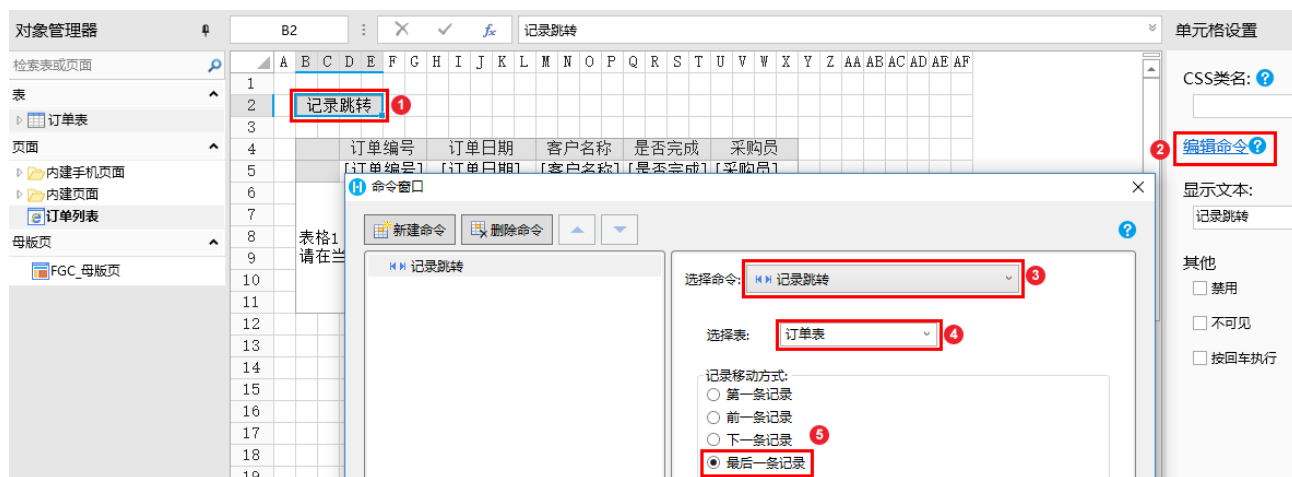 对象管理器
B2
fx
记录跳转
单元格设置
检索表或页面
A B C D E F G H I J K L M N O P Q R S T U V W X Y Z AA AB AC AD AE AF
CSS类名:
表
1
2 记录跳转 1
订单表
3
页面
4 订单编号 订单日期 客户名称 是否完成 采购员
2 编辑命令
内建手机页面
5 [订单编号] [订单日期] [客户名称] [是否完成] [采购员]
内建页面
6
命令窗口
显示文本:
订单列表
7
记录跳转
新建命令 删除命令
母版页
8 表格1
9 请在当
FGC_母版页
记录跳转
选择命令: 记录跳转 3
其他
10
禁用
11
12
不可见
选择表: 订单表 4
13
按回车执行
14
记录移动方式:
15
第一条记录
16
前一条记录
17
下一条记录 5
18
最后一条记录
19